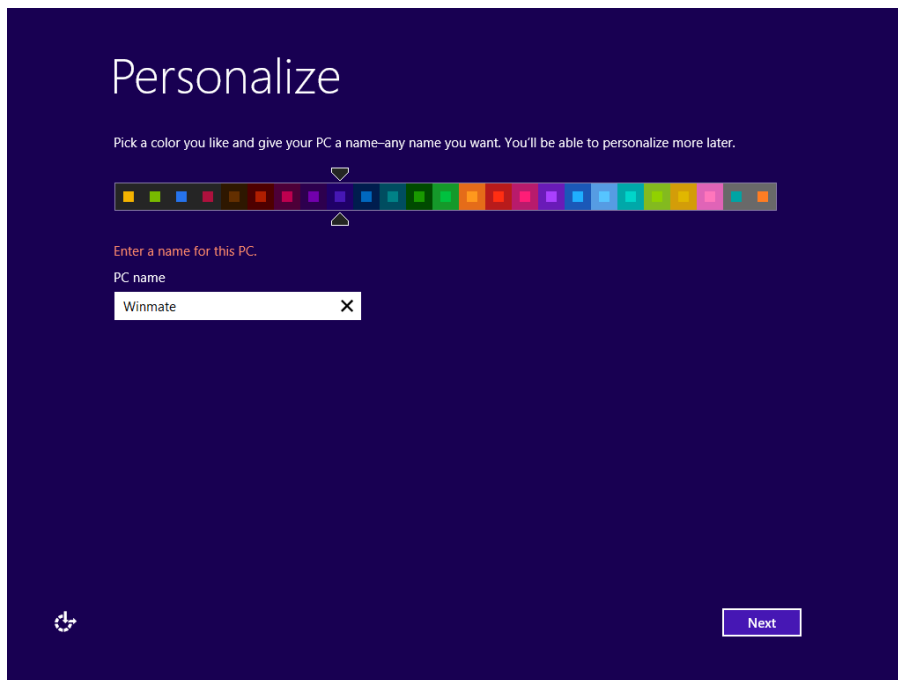 Personalize
Pick a color you like and give your PC a name–any name you want. You'll be able to personalize more later.
Enter a name for this PC.
PC name
Winmate
Next